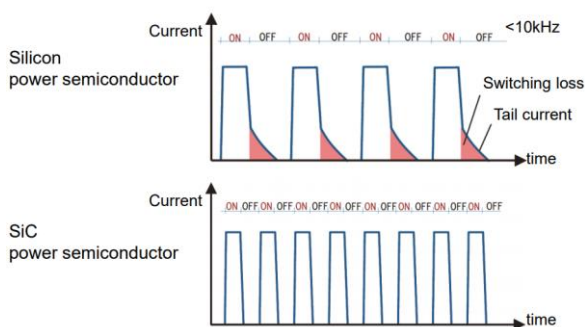 Current
ON OFF ON OFF ON OFF ON OFF
<10kHz
Silicon
power semiconductor
Switching loss
Tail current
time
Current
ON OFF ON OFF ON OFF ON OFF ON OFF ON OFF ON OFF ON OFF
SiC
power semiconductor
time